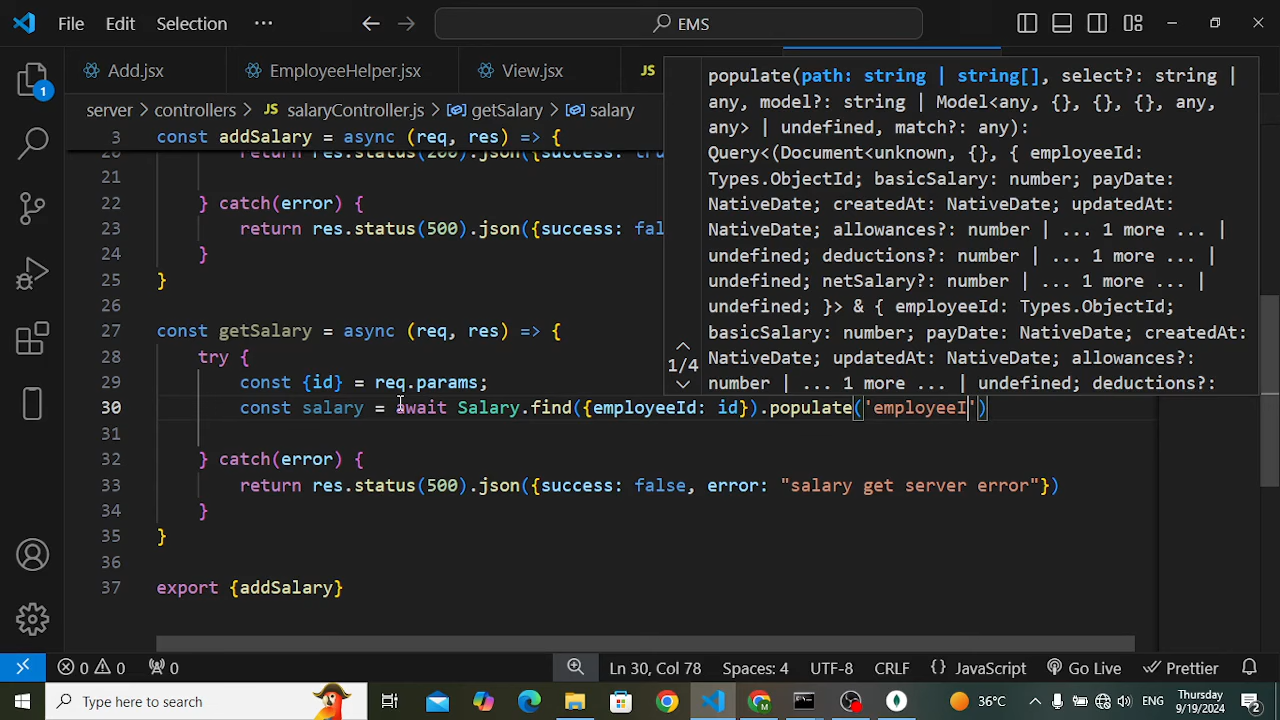 File Edit Selection ··· EMS
Add.jsx EmployeeHelper.jsx View.jsx JS
1
server > controllers > JS salaryController.js > getSalary > salary
3 const addSalary = async (req, res) => {
21
22 } catch(error) {
23 return res.status(500).json({success: fal
24 }
25 }
26
27 const getSalary = async (req, res) => {
28 try {
29 const {id} = req.params;
30 const salary = await Salary.find({employeeId: id}).populate('employeeI')
31
32 } catch(error) {
33 return res.status(500).json({success: false, error: "salary get server error"})
34 }
35 }
36
37 export {addSalary}
populate(path: string | string[], select?: string |
any, model?: string | Model<any, {}, {}, {}, any,
any> | undefined, match?: any):
Query<(Document<unknown, {}, { employeeId:
Types.ObjectId; basicSalary: number; payDate:
NativeDate; createdAt: NativeDate; updatedAt:
NativeDate; allowances?: number | ... 1 more ... |
undefined; deductions?: number | ... 1 more ... |
undefined; netSalary?: number | ... 1 more ... |
undefined; }> & { employeeId: Types.ObjectId;
basicSalary: number; payDate: NativeDate; createdAt:
NativeDate; updatedAt: NativeDate; allowances?:
number | ... 1 more ... | undefined; deductions?:
1/4
0 0 0 Ln 30, Col 78 Spaces: 4 UTF-8 CRLF {} JavaScript Go Live Prettier
Type here to search 36°C ENG Thursday 9/19/2024 2